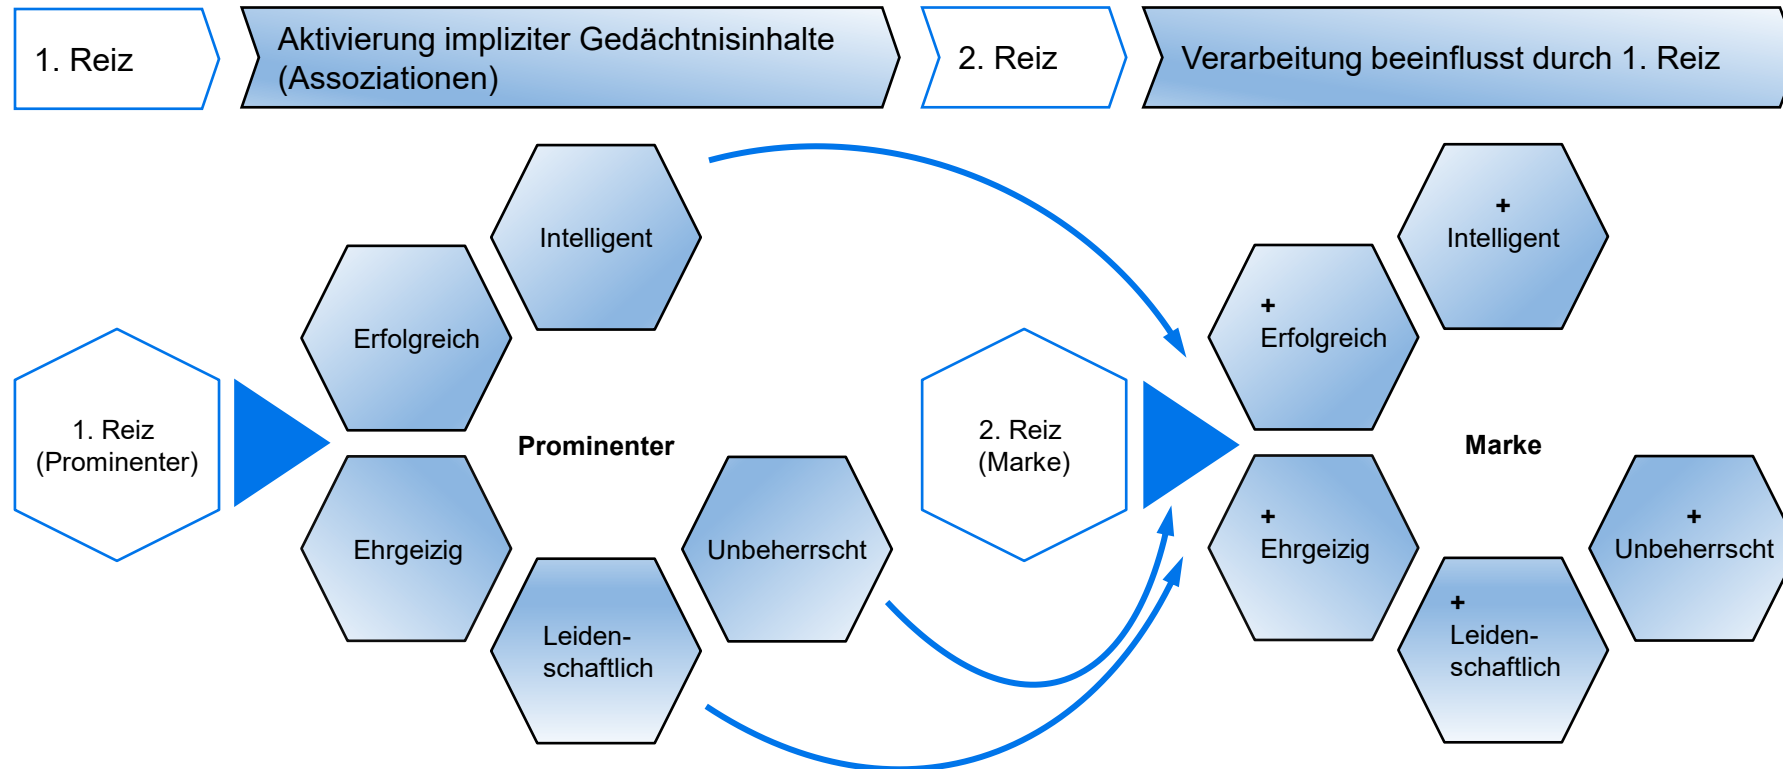 1. Reiz
Aktivierung impliziter Gedächtnisinhalte
(Assoziationen)
2. Reiz
Verarbeitung beeinflusst durch 1. Reiz
Intelligent
Erfolgreich
1. Reiz
(Prominenter)
Prominenter
Ehrgeizig
Unbeherrscht
Leiden-
schaftlich
2. Reiz
(Marke)
+
Intelligent
+
Erfolgreich
Marke
+
Ehrgeizig
+
Unbeherrscht
+
Leiden-
schaftlich